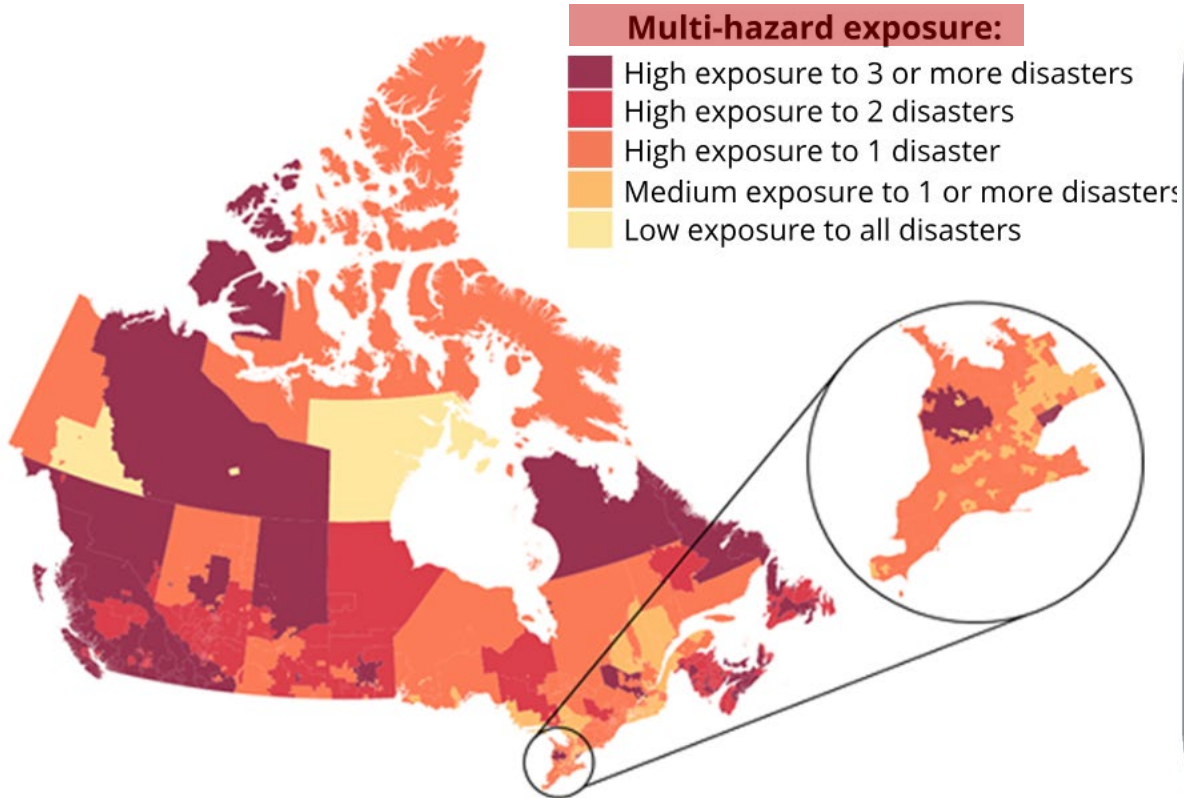 Multi-hazard exposure:
High exposure to 3 or more disasters
High exposure to 2 disasters
High exposure to 1 disaster
Medium exposure to 1 or more disasters
Low exposure to all disasters